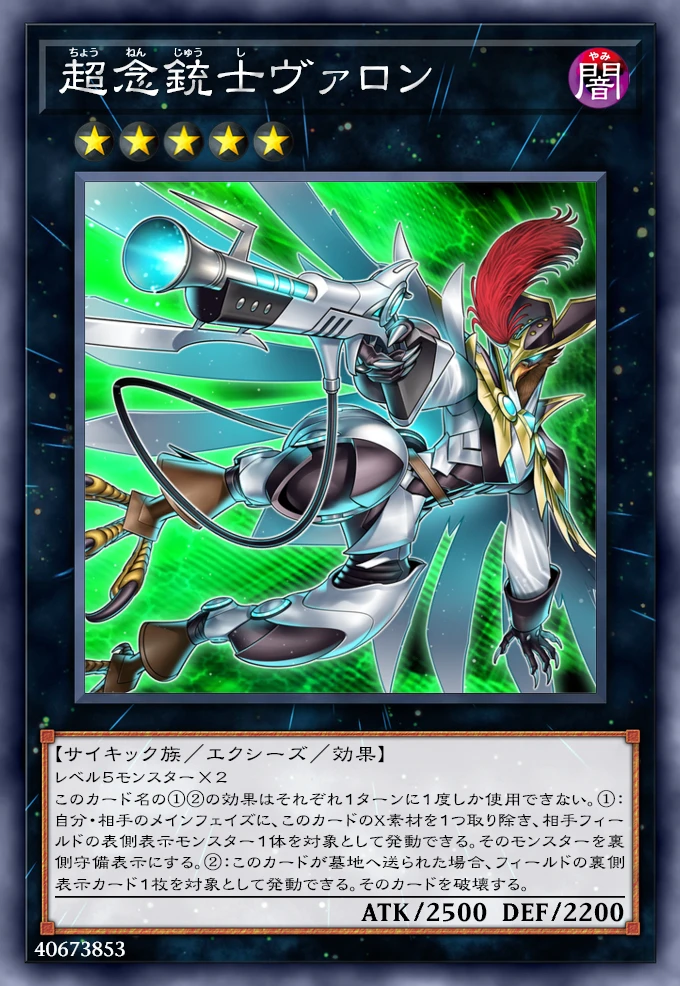 ちょう ねん じゅう し
超念銃士ヴァロン
やみ
闇
【サイキック族／エクシーズ／効果】
レベル5モンスター×2
このカード名の①②の効果はそれぞれ1ターンに1度しか使用できない。①：
自分・相手のメインフェイズに、このカードのX素材を1つ取り除き、相手フィー
ルドの表側表示モンスター1体を対象として発動できる。そのモンスターを裏
側守備表示にする。②：このカードが墓地へ送られた場合、フィールドの裏側
表示カード1枚を対象として発動できる。そのカードを破壊する。
ATK/2500 DEF/2200
40673853